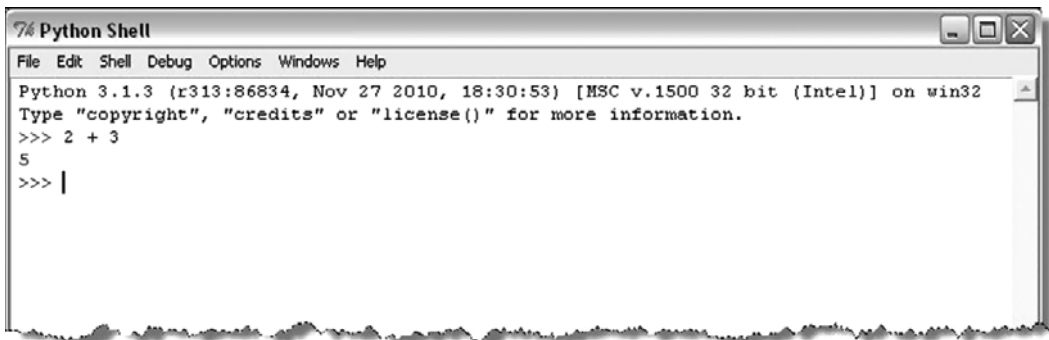 Python Shell
File Edit Shell Debug Options Windows Help
Python 3.1.3 (r313:86834, Nov 27 2010, 18:30:53) [MSC v.1500 32 bit (Intel)] on win32
Type "copyright", "credits" or "license()" for more information.
>>> 2 + 3
5
>>>